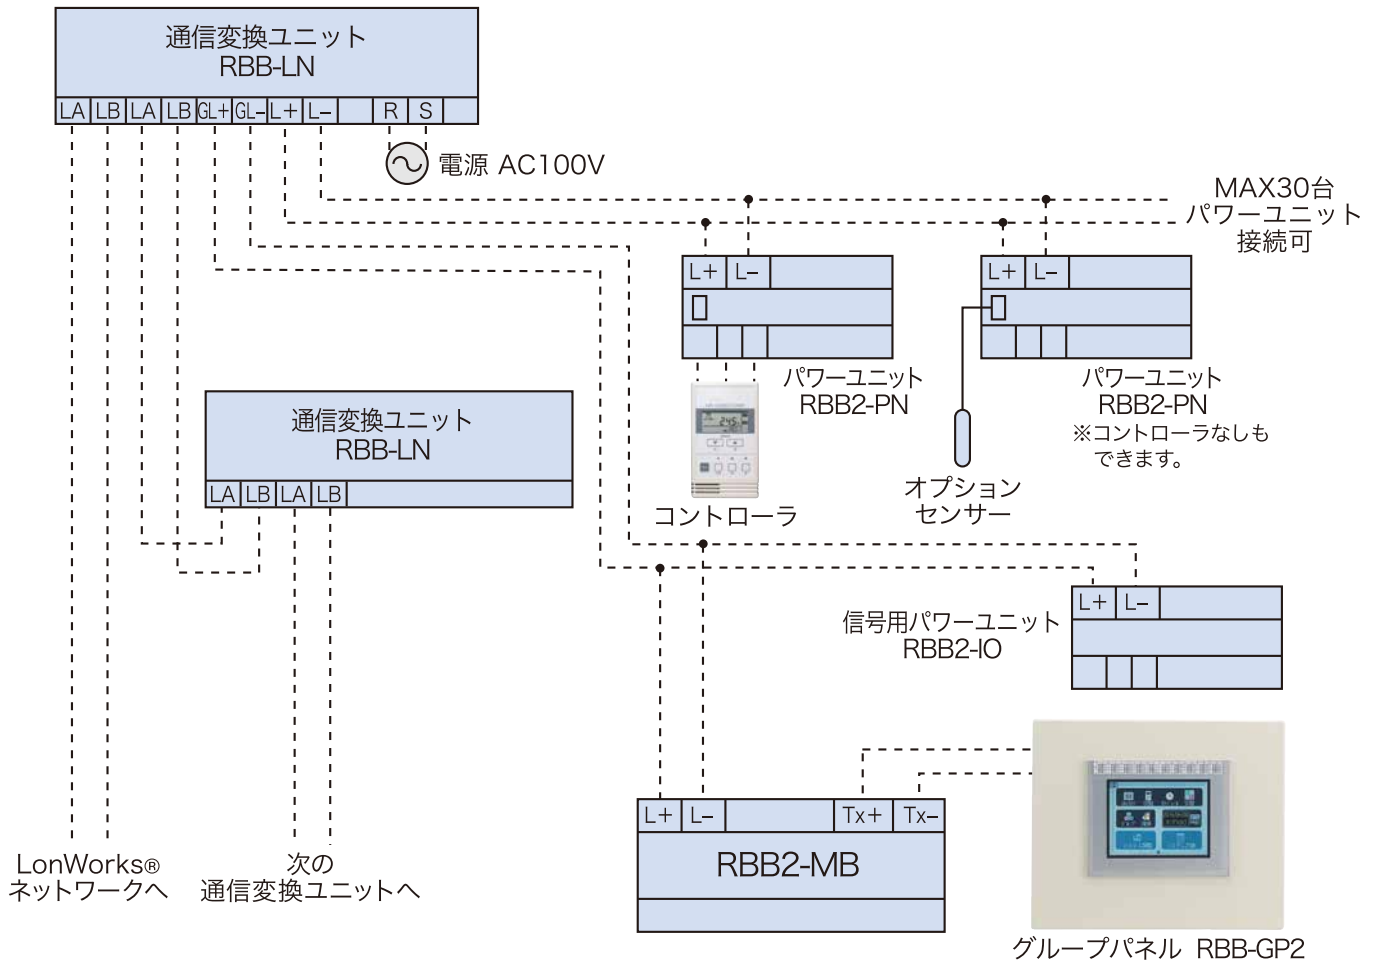 通信変換ユニット
RBB-LN
LA LB LA LB GL+ GL− L+ L− R S
電源 AC100V
MAX30台
パワーユニット
接続可
L+ L−
L+ L−
パワーユニット
RBB2-PN
パワーユニット
RBB2-PN
※コントローラなしも
できます。
コントローラ
オプション
センサー
通信変換ユニット
RBB-LN
LA LB LA LB
信号用パワーユニット
RBB2-IO
L+ L−
L+ L− Tx+ Tx−
RBB2-MB
LonWorks®
ネットワークへ
次の
通信変換ユニットへ
グループパネル RBB-GP2